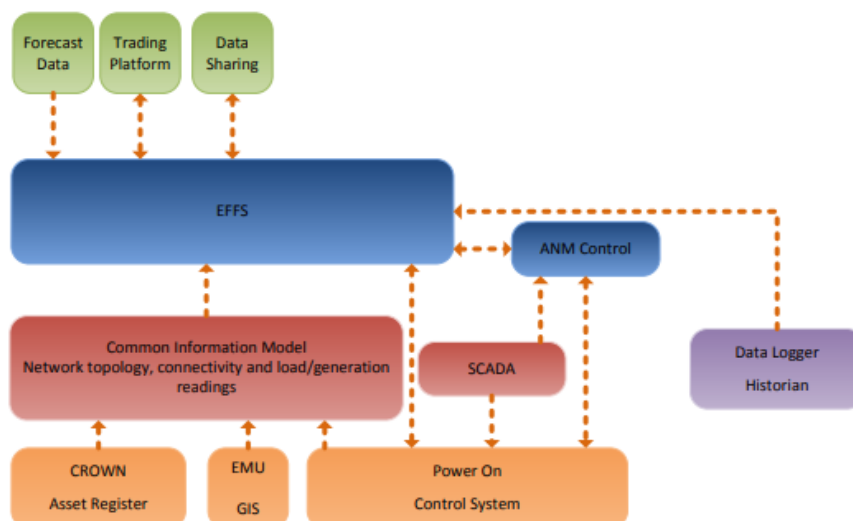 Forecast
Data
Trading
Platform
Data
Sharing
EFFS
ANM Control
Common Information Model
Network topology, connectivity and load/generation
readings
SCADA
Data Logger
Historian
CROWN
Asset Register
EMU
GIS
Power On
Control System